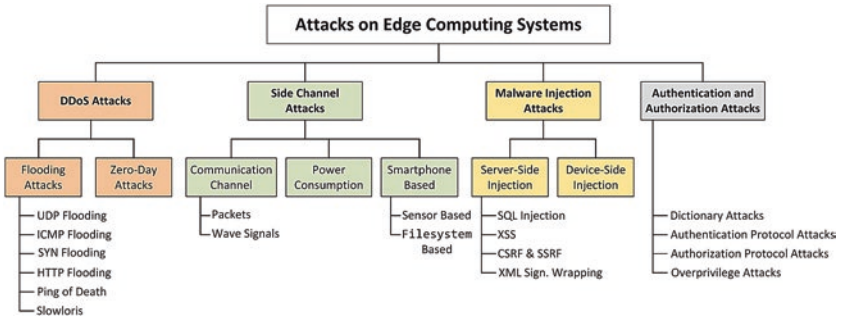 Attacks on Edge Computing Systems
DDoS Attacks
Side Channel
Attacks
Malware Injection
Attacks
Authentication and
Authorization Attacks
Flooding
Attacks
Zero-Day
Attacks
Communication
Channel
Power
Consumption
Smartphone
Based
Server-Side
Injection
Device-Side
Injection
UDP Flooding
ICMP Flooding
SYN Flooding
HTTP Flooding
Ping of Death
Slowloris
Packets
Wave Signals
Sensor Based
Filesystem
Based
SQL Injection
XSS
CSRF & SSRF
XML Sign. Wrapping
Dictionary Attacks
Authentication Protocol Attacks
Authorization Protocol Attacks
Overprivilege Attacks